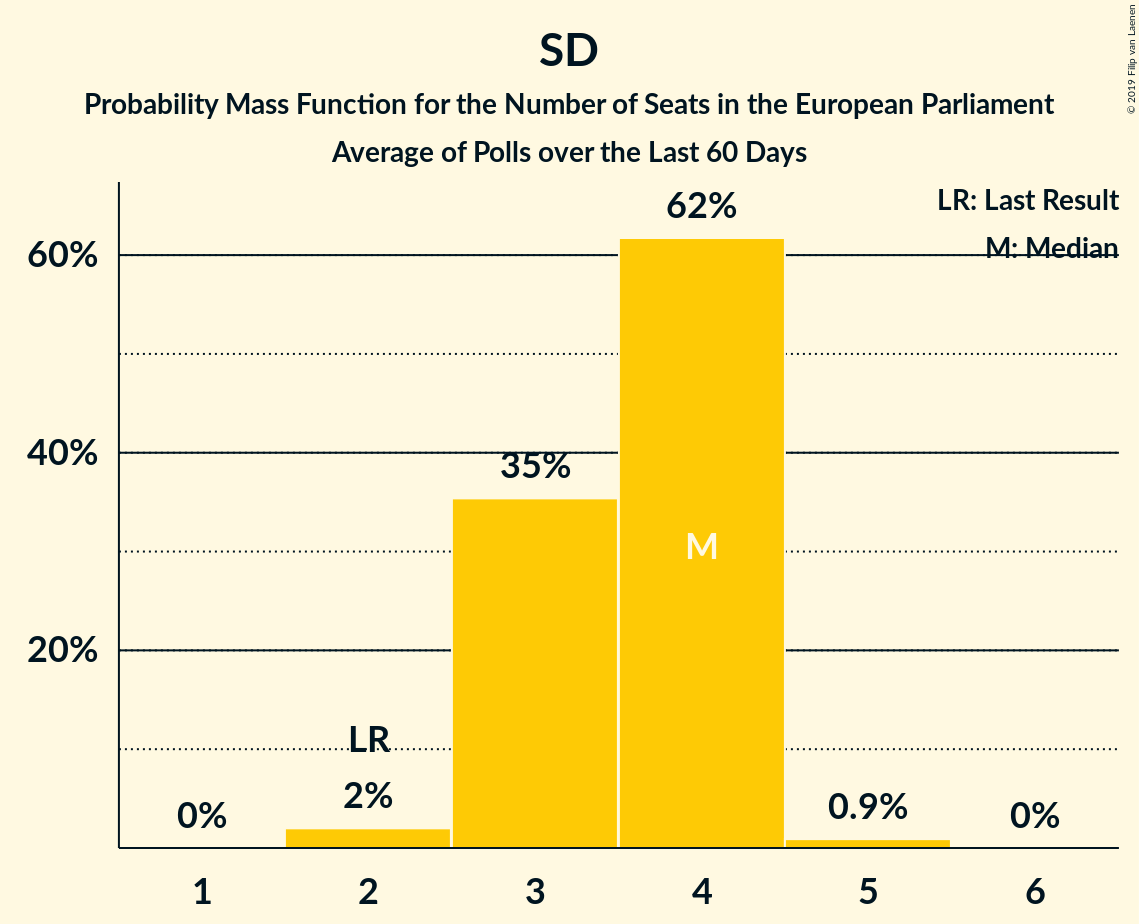 SD
Probability Mass Function for the Number of Seats in the European Parliament
Average of Polls over the Last 60 Days
© 2019 Filip van Laenen
LR: Last Result
M: Median
62%
60%
40%
35%
M
20%
LR
0%
2%
0.9%
0%
1
2
3
4
5
6